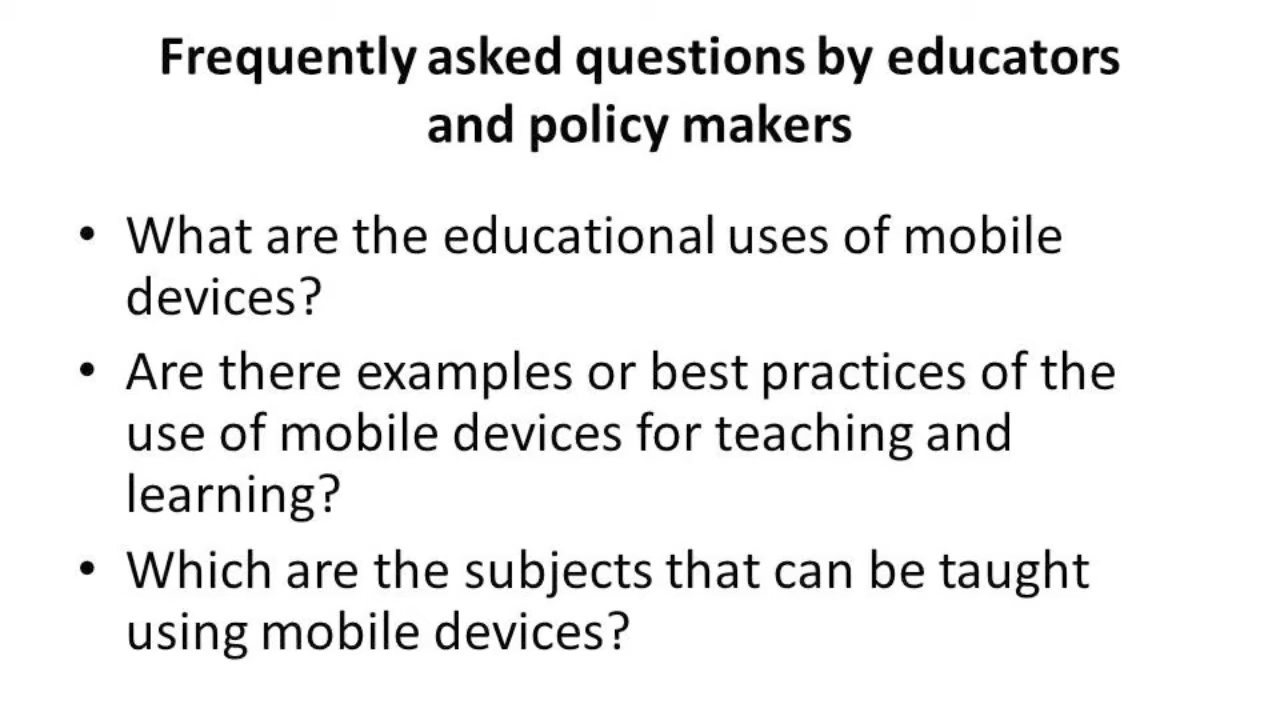 Frequently asked questions by educators
and policy makers
• What are the educational uses of mobile
devices?
• Are there examples or best practices of the
use of mobile devices for teaching and
learning?
• Which are the subjects that can be taught
using mobile devices?